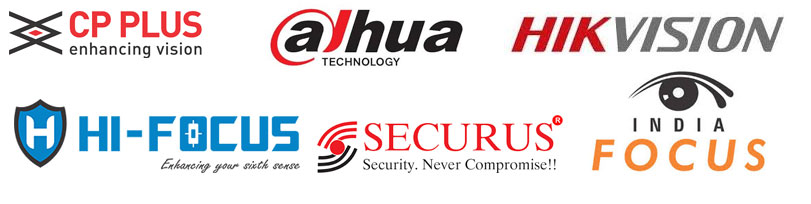 CP PLUS
enhancing vision
alhua
TECHNOLOGY
HIKVISION
H HI-FOCUS
Enhancing your sixth sense
SECURUS®
Security. Never Compromise!!
INDIA
FOCUS